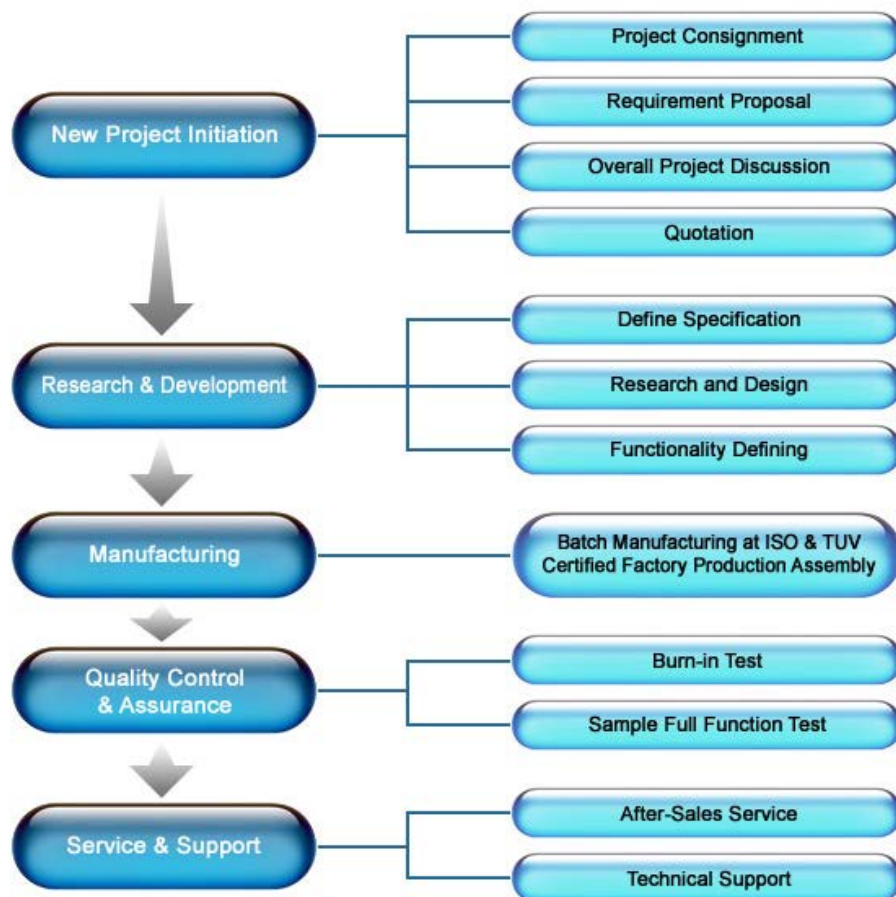 Project Consignment
New Project Initiation
Requirement Proposal
Overall Project Discussion
Quotation
Research & Development
Define Specification
Research and Design
Functionality Defining
Manufacturing
Batch Manufacturing at ISO & TUV
Certified Factory Production Assembly
Quality Control
& Assurance
Burn-in Test
Sample Full Function Test
Service & Support
After-Sales Service
Technical Support